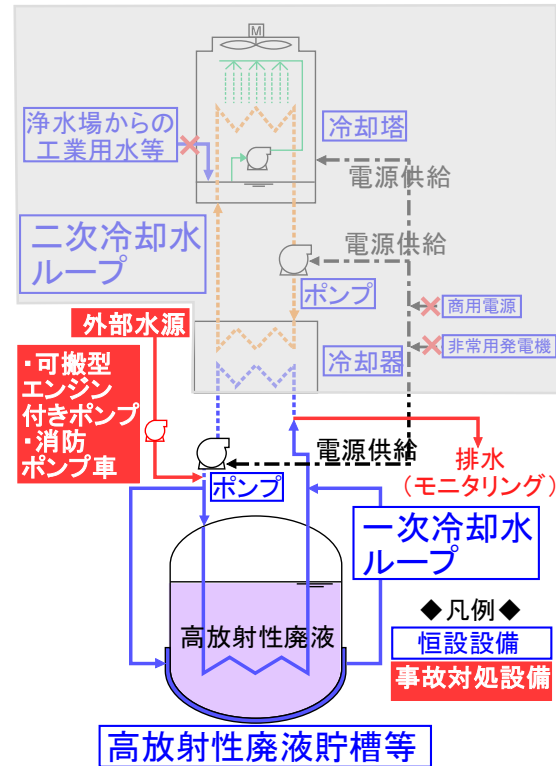 M
浄水場からの
工業用水等
冷却塔
電源供給
二次冷却水
ループ
電源供給
ポンプ
商用電源
外部水源
冷却器
非常用発電機
・可搬型
エンジン
付きポンプ
・消防
ポンプ車
電源供給
排水
（モニタリング）
ポンプ
一次冷却水
ループ
高放射性廃液
◆凡例◆
恒設設備
事故対処設備
高放射性廃液貯槽等